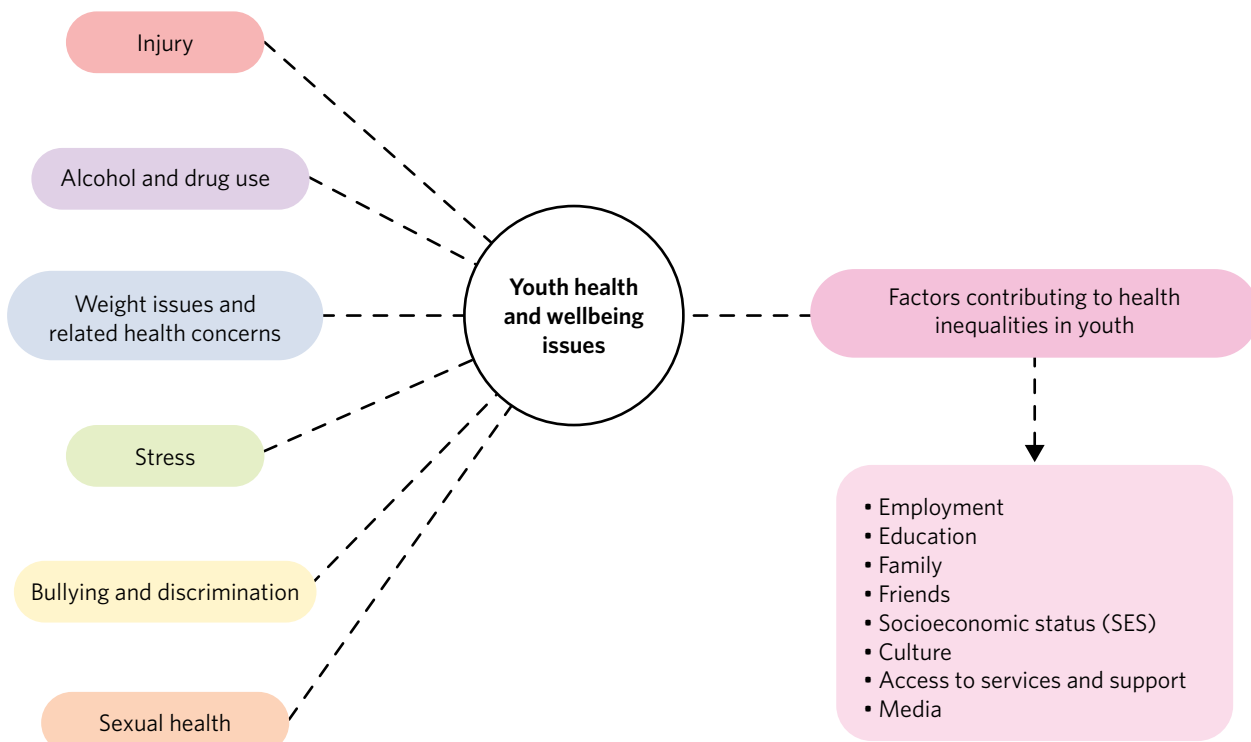 Injury
Alcohol and drug use
Weight issues and
related health concerns
Stress
Bullying and discrimination
Sexual health
Youth health
and wellbeing
issues
Factors contributing to health
inequalities in youth
• Employment
• Education
• Family
• Friends
• Socioeconomic status (SES)
• Culture
• Access to services and support
• Media